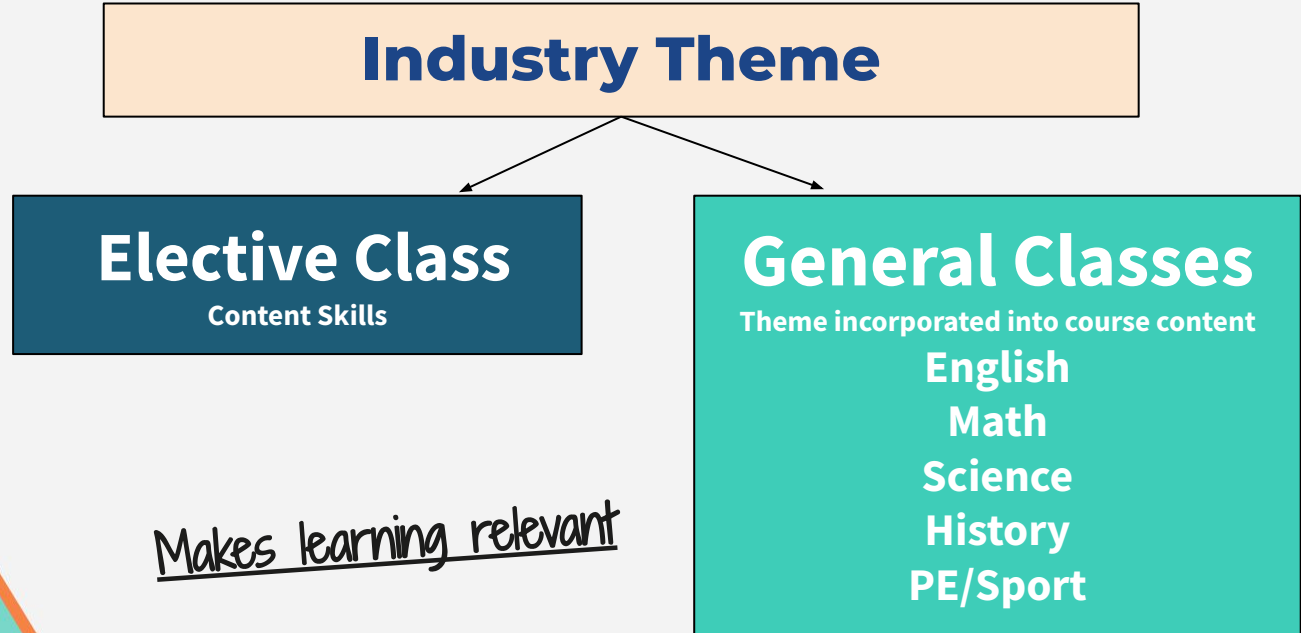 Industry Theme
Elective Class
Content Skills
General Classes
Theme incorporated into course content
English
Math
Science
History
PE/Sport
Makes learning relevant